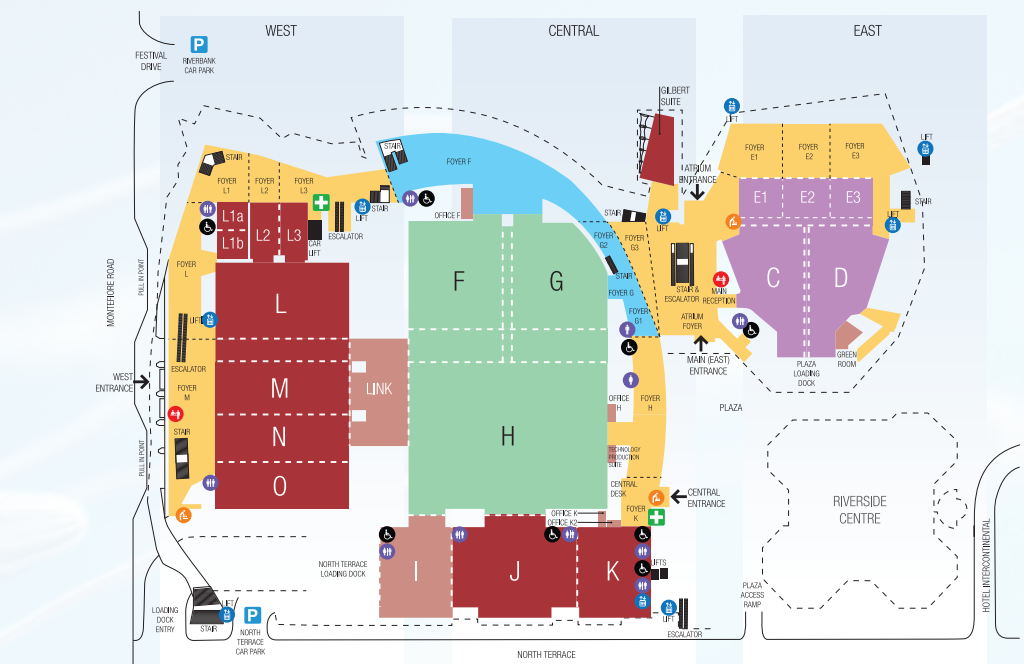 WEST
CENTRAL
EAST
P
RIVERBANK
CAR PARK
FESTIVAL
DRIVE
GILBERT
SUITE
LIFT
LIFT
STAIR
FOYER
L1
FOYER
L2
FOYER
L3
STAIR
FOYER F
FOYER
E1
FOYER
E2
FOYER
E3
ATRIUM
ENTRANCE
E1
E2
E3
STAIR
LIFT
L1a
L1b
L2
L3
CAR
LIFT
ESCALATOR
LIFT
STAIR
OFFICE F
STAIR
LIFT
FOYER
G2
FOYER
G3
STAIR
FOYER G
FOYER
G1
STAIR &
ESCALATOR
MAIN
RECEPTION
ATRIUM
FOYER
MAIN (EAST)
ENTRANCE
C
D
PLAZA
LOADING
DOCK
GREEN
ROOM
MONTEFIORE ROAD
PULL IN POINT
FOYER
L
LIFT
ESCALATOR
L
F
G
WEST
ENTRANCE
FOYER
M
M
LINK
H
OFFICE
H
FOYER
H
PLAZA
STAIR
PULL IN POINT
N
O
TECHNOLOGY
PRODUCTION
SUITE
CENTRAL
DESK
CENTRAL
ENTRANCE
FOYER
K
OFFICE K
OFFICE K2
RIVERSIDE
CENTRE
HOTEL INTERCONTINENTAL
NORTH TERRACE
LOADING DOCK
I
J
K
LIFTS
LIFT
ESCALATOR
PLAZA
ACCESS
RAMP
LOADING
DOCK
ENTRY
STAIR
LIFT
P
NORTH
TERRACE
CAR PARK
NORTH TERRACE